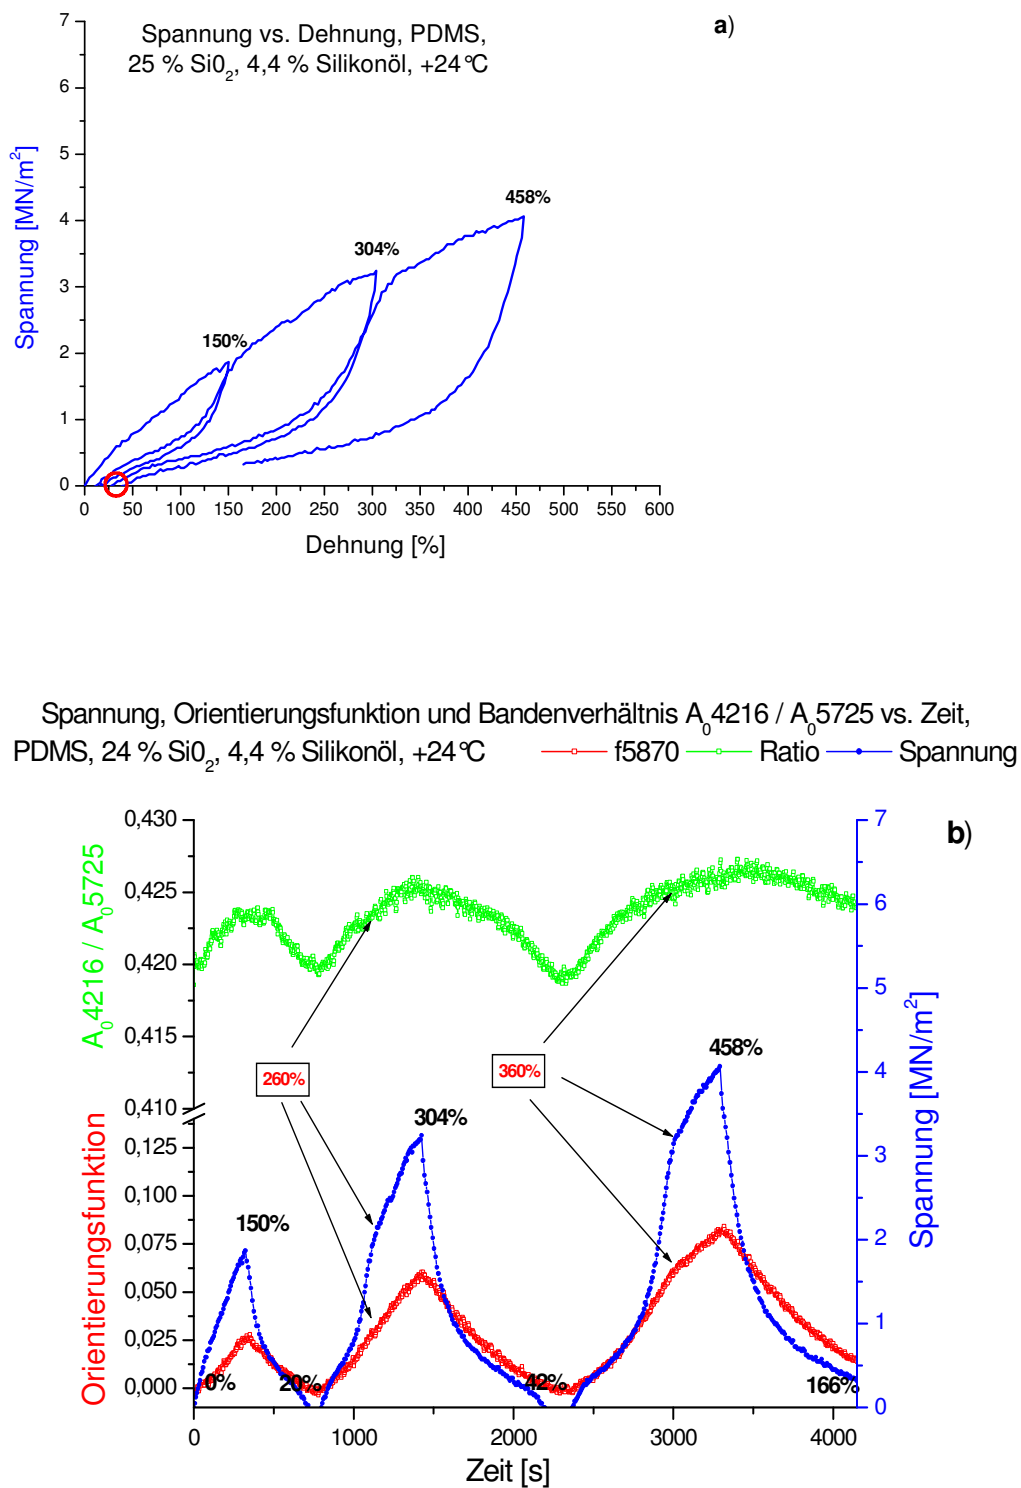 a)
Spannung vs. Dehnung, PDMS,
25 % Si0₂, 4,4 % Silikonöl, +24°C
Spannung [MN/m²]
7
6
5
4
3
2
1
0
150%
304%
458%
0 50 100 150 200 250 300 350 400 450 500 550 600
Dehnung [%]
Spannung, Orientierungsfunktion und Bandenverhältnis A₀4216 / A₀5725 vs. Zeit,
PDMS, 24 % Si0₂, 4,4 % Silikonöl, +24°C f5870 Ratio Spannung
b)
A₀4216 / A₀5725
0,430
0,425
0,420
0,415
0,410
Orientierungsfunktion
0,125
0,100
0,075
0,050
0,025
0,000
7
6
5
4
3
2
1
0
Spannung [MN/m²]
260%
360%
150%
304%
458%
0%
20%
42%
166%
0 1000 2000 3000 4000
Zeit [s]